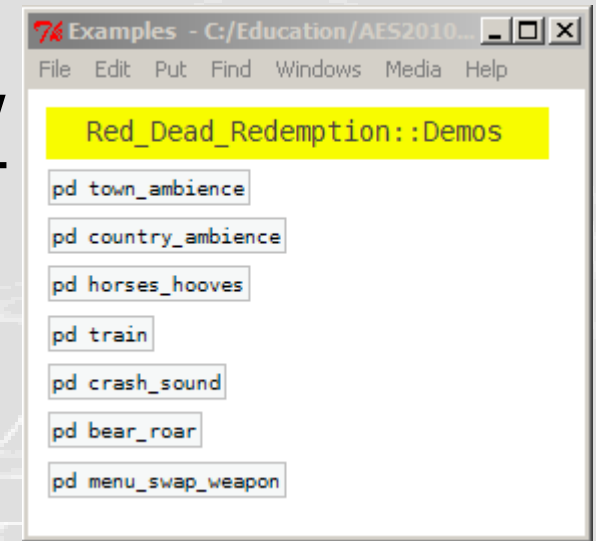 Examples - C:/Education/AES2010...
File Edit Put Find Windows Media Help
Red_Dead_Redemption::Demos
pd town_ambience
pd country_ambience
pd horses_hooves
pd train
pd crash_sound
pd bear_roar
pd menu_swap_weapon